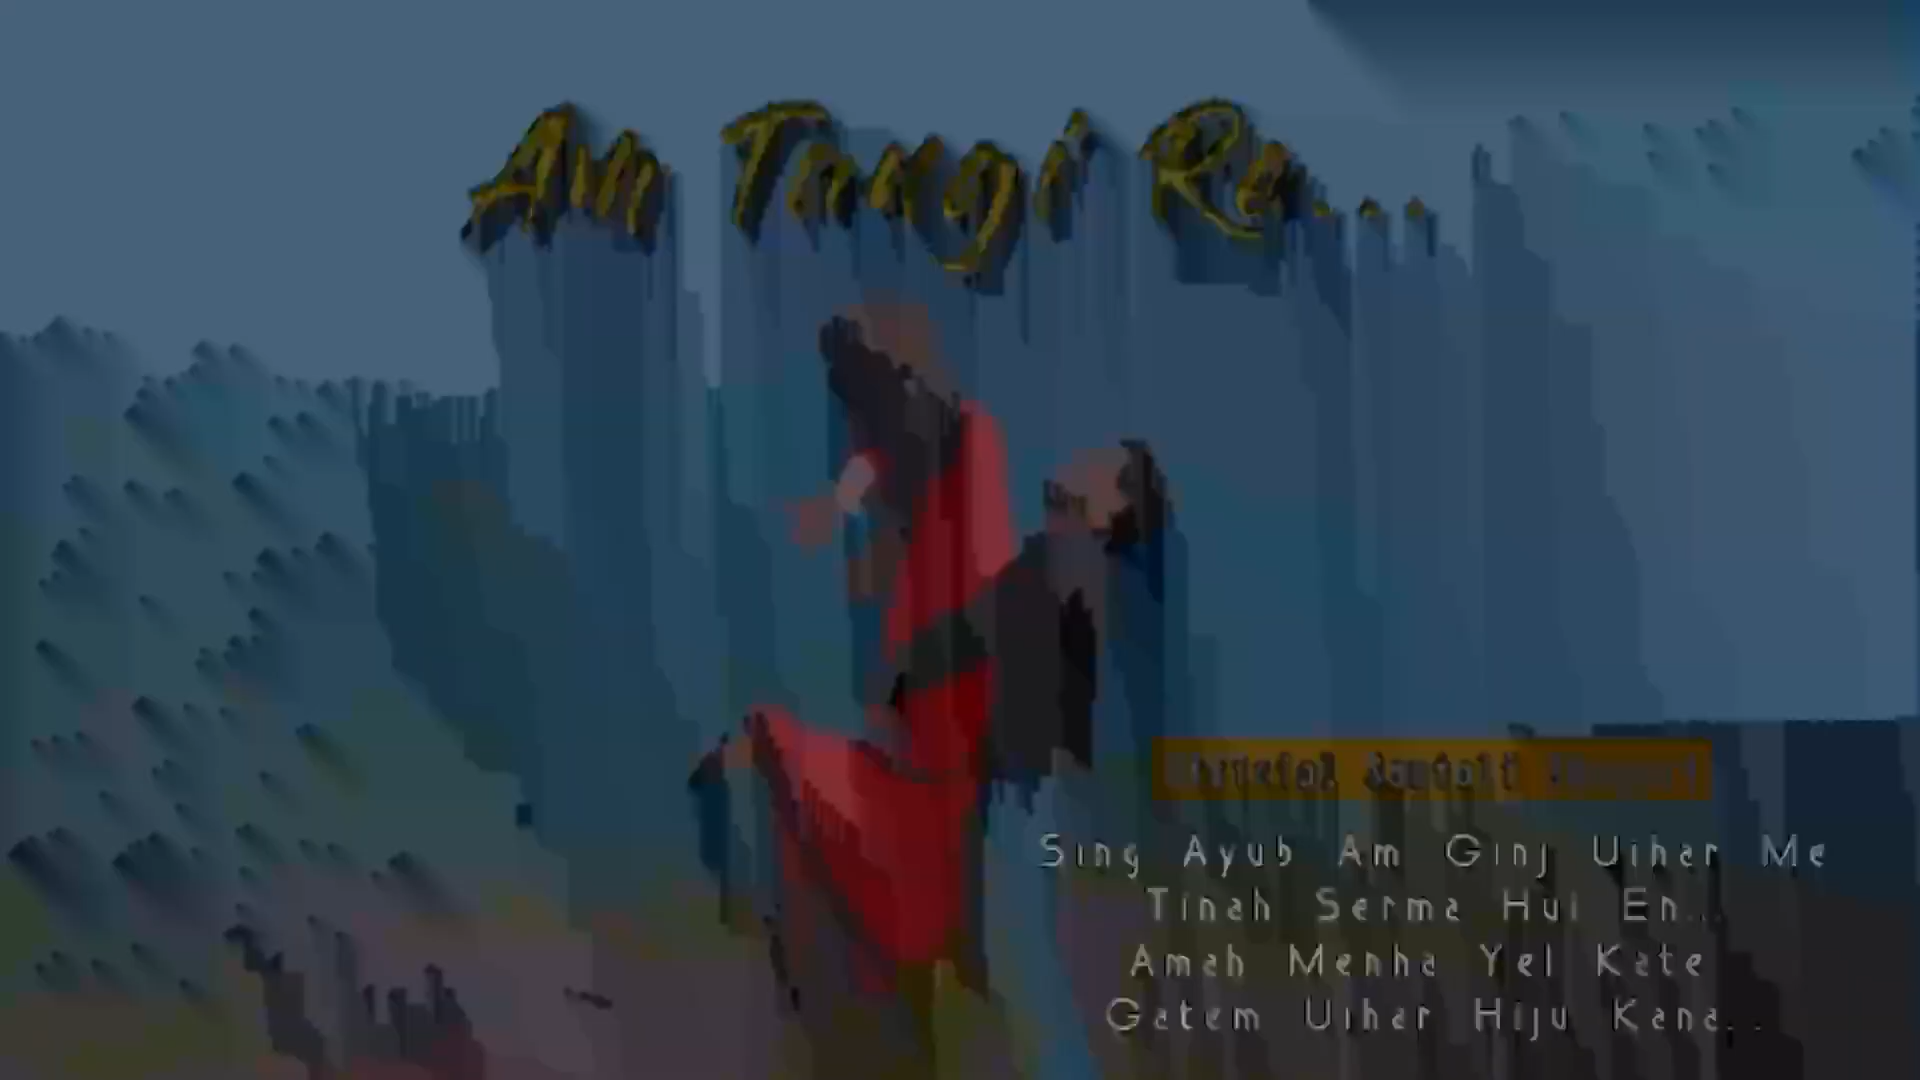 Am Tangi Re...
Sing Ayub Am Ginj Uihar Me
Tinah Serma Hui En...
Amah Menha Yel Kate
Gatem Uihar Hiju Kana..